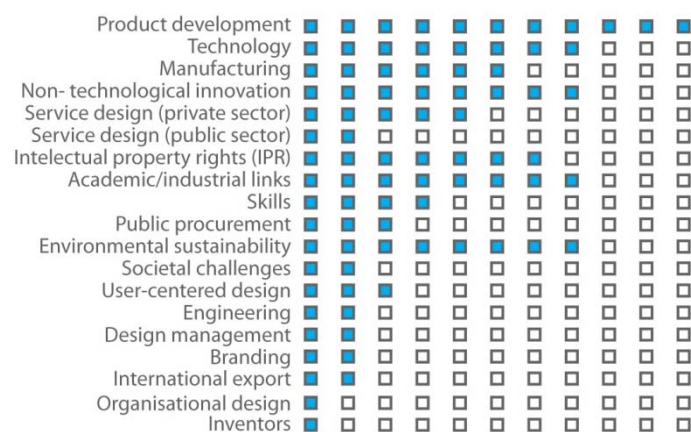 Product development
Technology
Manufacturing
Non- technological innovation
Service design (private sector)
Service design (public sector)
Intelectual property rights (IPR)
Academic/industrial links
Skills
Public procurement
Environmental sustainability
Societal challenges
User-centered design
Engineering
Design management
Branding
International export
Organisational design
Inventors